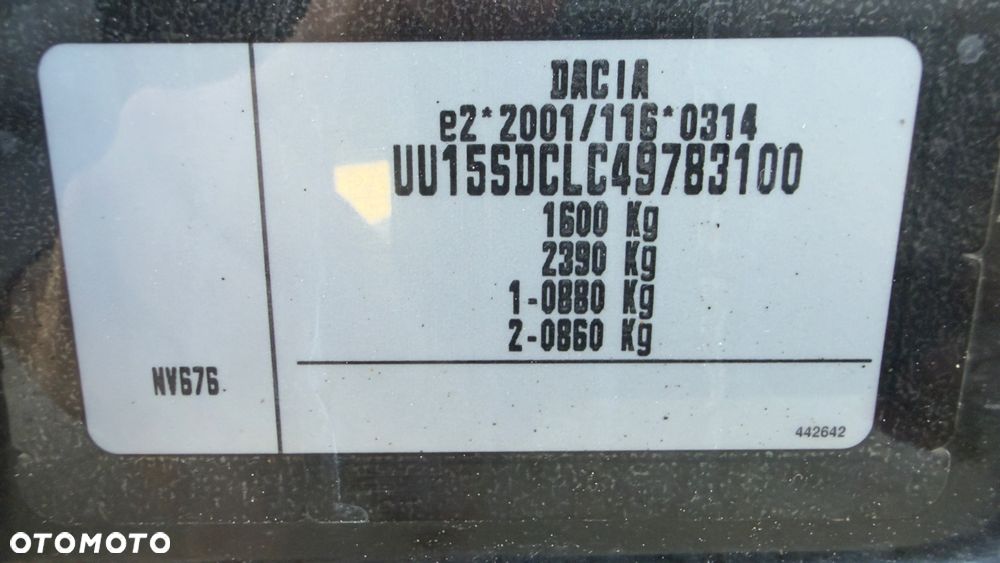 DACIA
e2*2001/116*0314
UU15SDCLC49783100
1600 Kg
2390 Kg
1-0880 Kg
2-0860 Kg
NV676
442642
OTOMOTO